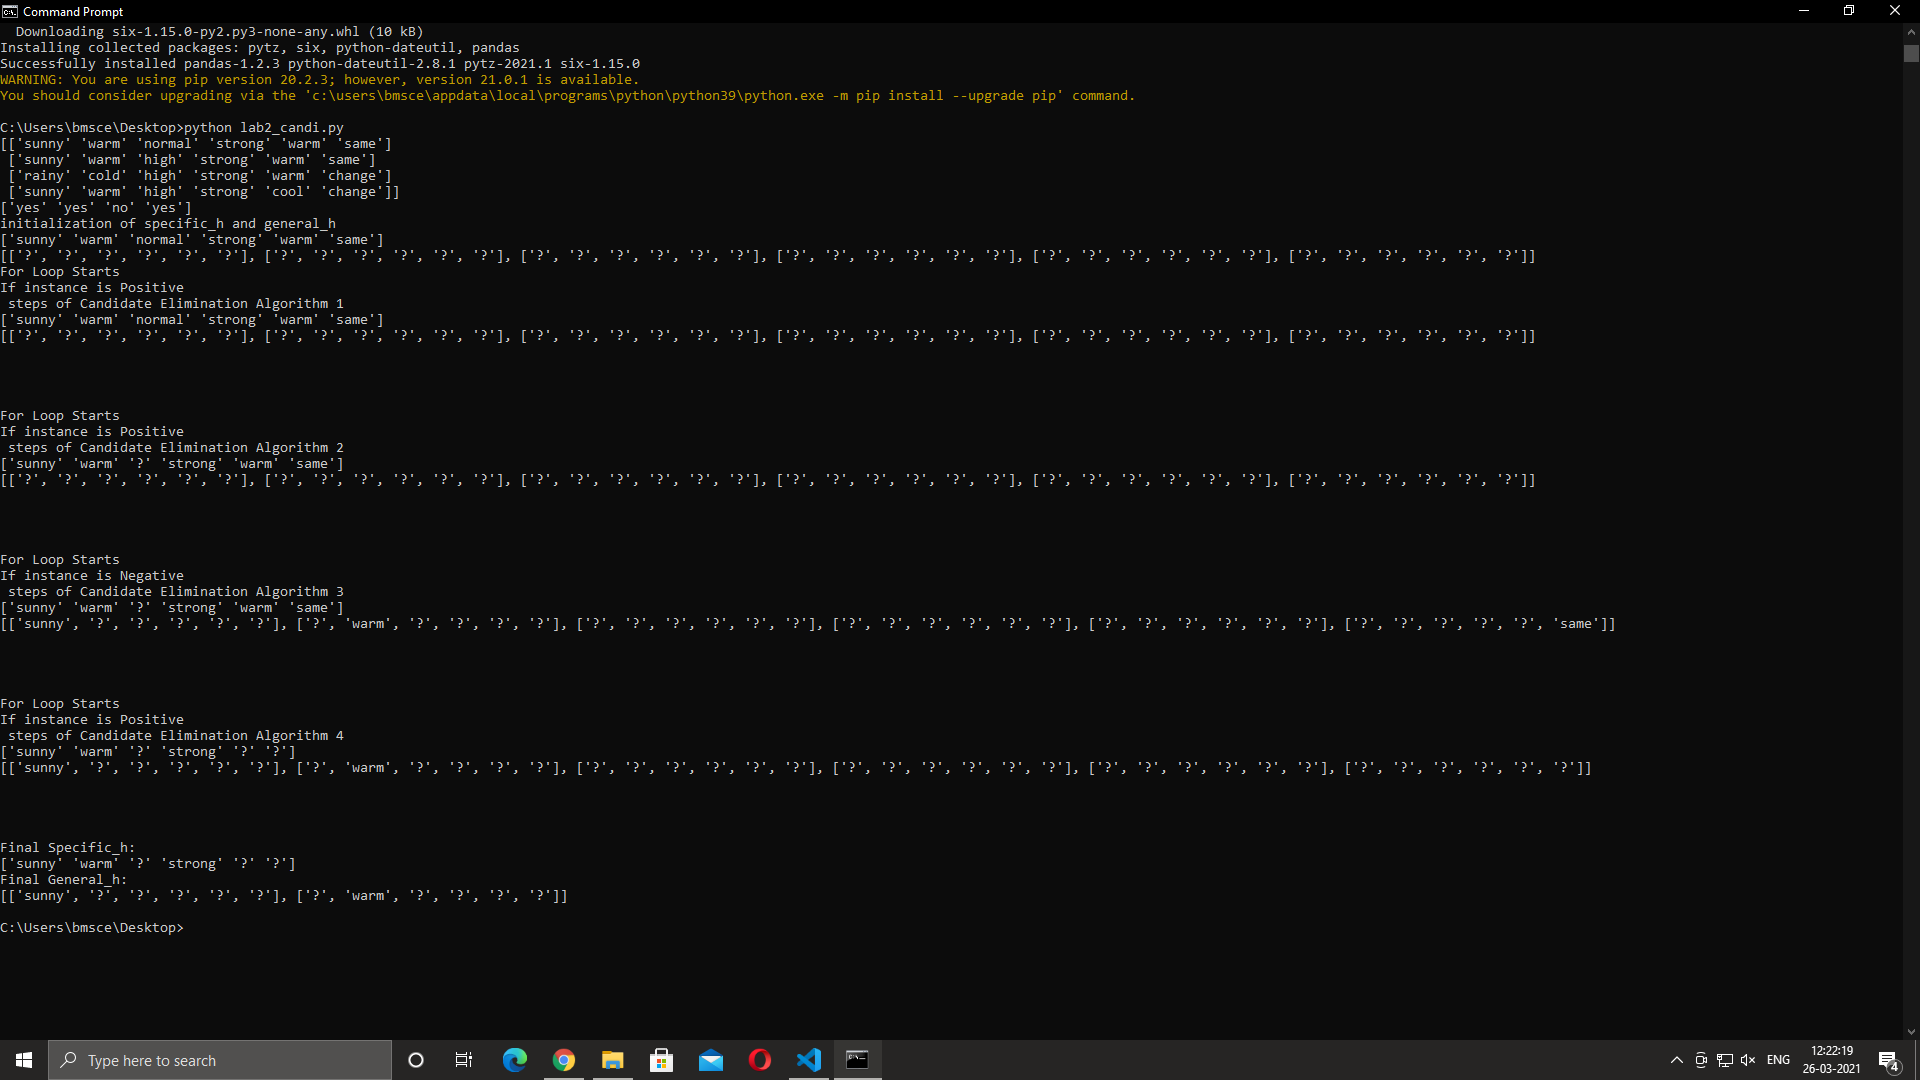 Command Prompt
  Downloading six-1.15.0-py2.py3-none-any.whl (10 kB)
Installing collected packages: pytz, six, python-dateutil, pandas
Successfully installed pandas-1.2.3 python-dateutil-2.8.1 pytz-2021.1 six-1.15.0
WARNING: You are using pip version 20.2.3; however, version 21.0.1 is available.
You should consider upgrading via the 'c:\users\bmsce\appdata\local\programs\python\python39\python.exe -m pip install --upgrade pip' command.
C:\Users\bmsce\Desktop>python lab2_candi.py
[['sunny' 'warm' 'normal' 'strong' 'warm' 'same']
 ['sunny' 'warm' 'high' 'strong' 'warm' 'same']
 ['rainy' 'cold' 'high' 'strong' 'warm' 'change']
 ['sunny' 'warm' 'high' 'strong' 'cool' 'change']]
['yes' 'yes' 'no' 'yes']
initialization of specific_h and general_h
['sunny' 'warm' 'normal' 'strong' 'warm' 'same']
[['?', '?', '?', '?', '?', '?'], ['?', '?', '?', '?', '?', '?'], ['?', '?', '?', '?', '?', '?'], ['?', '?', '?', '?', '?', '?'], ['?', '?', '?', '?', '?', '?'], ['?', '?', '?', '?', '?', '?']]
For Loop Starts
If instance is Positive
 steps of Candidate Elimination Algorithm 1
['sunny' 'warm' 'normal' 'strong' 'warm' 'same']
[['?', '?', '?', '?', '?', '?'], ['?', '?', '?', '?', '?', '?'], ['?', '?', '?', '?', '?', '?'], ['?', '?', '?', '?', '?', '?'], ['?', '?', '?', '?', '?', '?'], ['?', '?', '?', '?', '?', '?']]
For Loop Starts
If instance is Positive
 steps of Candidate Elimination Algorithm 2
['sunny' 'warm' '?' 'strong' 'warm' 'same']
[['?', '?', '?', '?', '?', '?'], ['?', '?', '?', '?', '?', '?'], ['?', '?', '?', '?', '?', '?'], ['?', '?', '?', '?', '?', '?'], ['?', '?', '?', '?', '?', '?'], ['?', '?', '?', '?', '?', '?']]
For Loop Starts
If instance is Negative
 steps of Candidate Elimination Algorithm 3
['sunny' 'warm' '?' 'strong' 'warm' 'same']
[['sunny', '?', '?', '?', '?', '?'], ['?', 'warm', '?', '?', '?', '?'], ['?', '?', '?', '?', '?', '?'], ['?', '?', '?', '?', '?', '?'], ['?', '?', '?', '?', '?', '?'], ['?', '?', '?', '?', '?', 'same']]
For Loop Starts
If instance is Positive
 steps of Candidate Elimination Algorithm 4
['sunny' 'warm' '?' 'strong' '?' '?']
[['sunny', '?', '?', '?', '?', '?'], ['?', 'warm', '?', '?', '?', '?'], ['?', '?', '?', '?', '?', '?'], ['?', '?', '?', '?', '?', '?'], ['?', '?', '?', '?', '?', '?'], ['?', '?', '?', '?', '?', '?']]
Final Specific_h:
['sunny' 'warm' '?' 'strong' '?' '?']
Final General_h:
[['sunny', '?', '?', '?', '?', '?'], ['?', 'warm', '?', '?', '?', '?']]
C:\Users\bmsce\Desktop>
Type here to search
ENG
12:22:19
26-03-2021
4